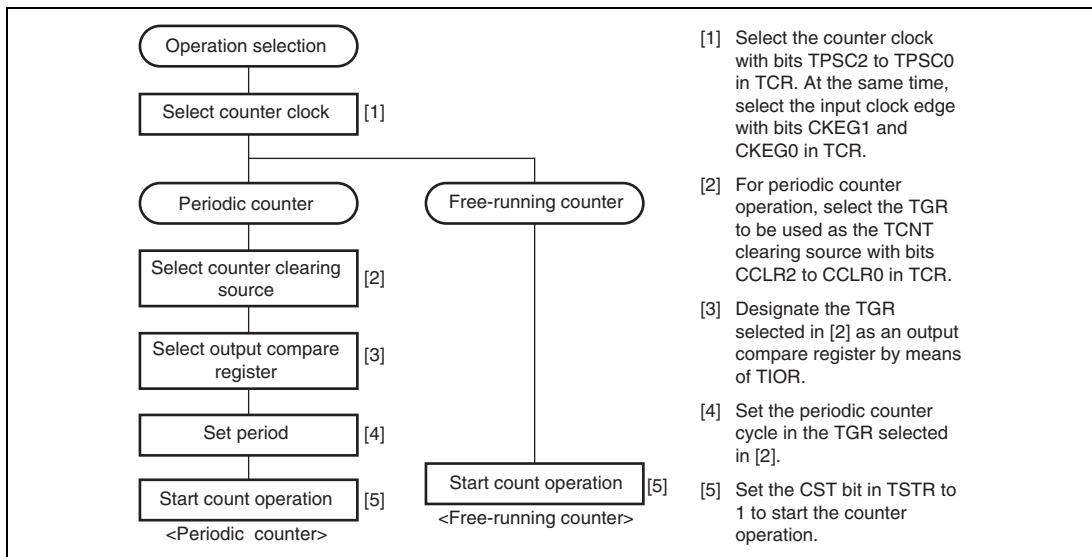 Operation selection
Select counter clock
[1]
Periodic counter
Free-running counter
Select counter clearing
source
[2]
Select output compare
register
[3]
Set period
[4]
Start count operation
[5]
<Periodic counter>
Start count operation
[5]
<Free-running counter>
[1] Select the counter clock
with bits TPSC2 to TPSC0
in TCR. At the same time,
select the input clock edge
with bits CKEG1 and
CKEG0 in TCR.
[2] For periodic counter
operation, select the TGR
to be used as the TCNT
clearing source with bits
CCLR2 to CCLR0 in TCR.
[3] Designate the TGR
selected in [2] as an output
compare register by means
of TIOR.
[4] Set the periodic counter
cycle in the TGR selected
in [2].
[5] Set the CST bit in TSTR to
1 to start the counter
operation.